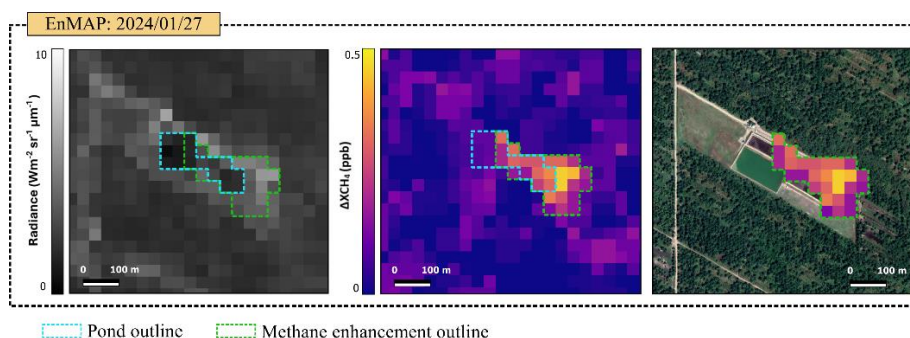 EnMAP: 2024/01/27
10
Radiance (Wm⁻² sr⁻¹ μm⁻¹)
0
0 100 m
0.5
ΔXCH₄ (ppb)
0
0 100 m
0 100 m
Pond outline
Methane enhancement outline